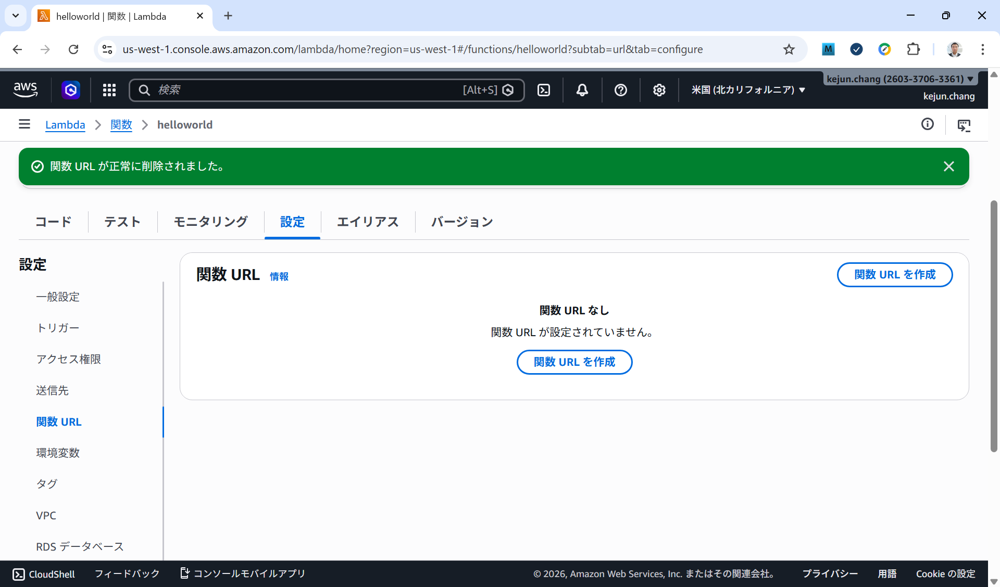 helloworld | 関数 | Lambda
us-west-1.console.aws.amazon.com/lambda/home?region=us-west-1#/functions/helloworld?subtab=url&tab=configure
M
aws
検索
[Alt+S]
米国 (北カリフォルニア)
kejun.chang (2603-3706-3361)
kejun.chang
Lambda
関数
helloworld
関数 URL が正常に削除されました。
コード
テスト
モニタリング
設定
エイリアス
バージョン
設定
一般設定
トリガー
アクセス権限
送信先
関数 URL
環境変数
タグ
VPC
RDS データベース
関数 URL
情報
関数 URL を作成
関数 URL なし
関数 URL が設定されていません。
関数 URL を作成
CloudShell
フィードバック
コンソールモバイルアプリ
© 2026, Amazon Web Services, Inc. またはその関連会社。
プライバシー
用語
Cookie の設定